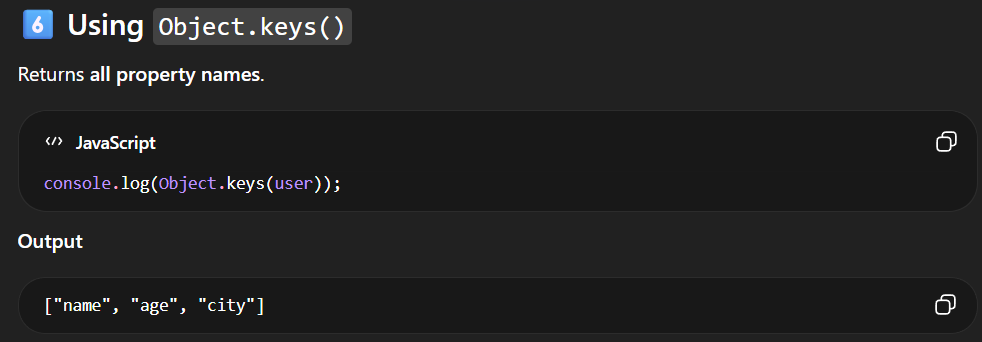 6 Using Object.keys()
Returns all property names.
</> JavaScript
console.log(Object.keys(user));
Output
["name", "age", "city"]